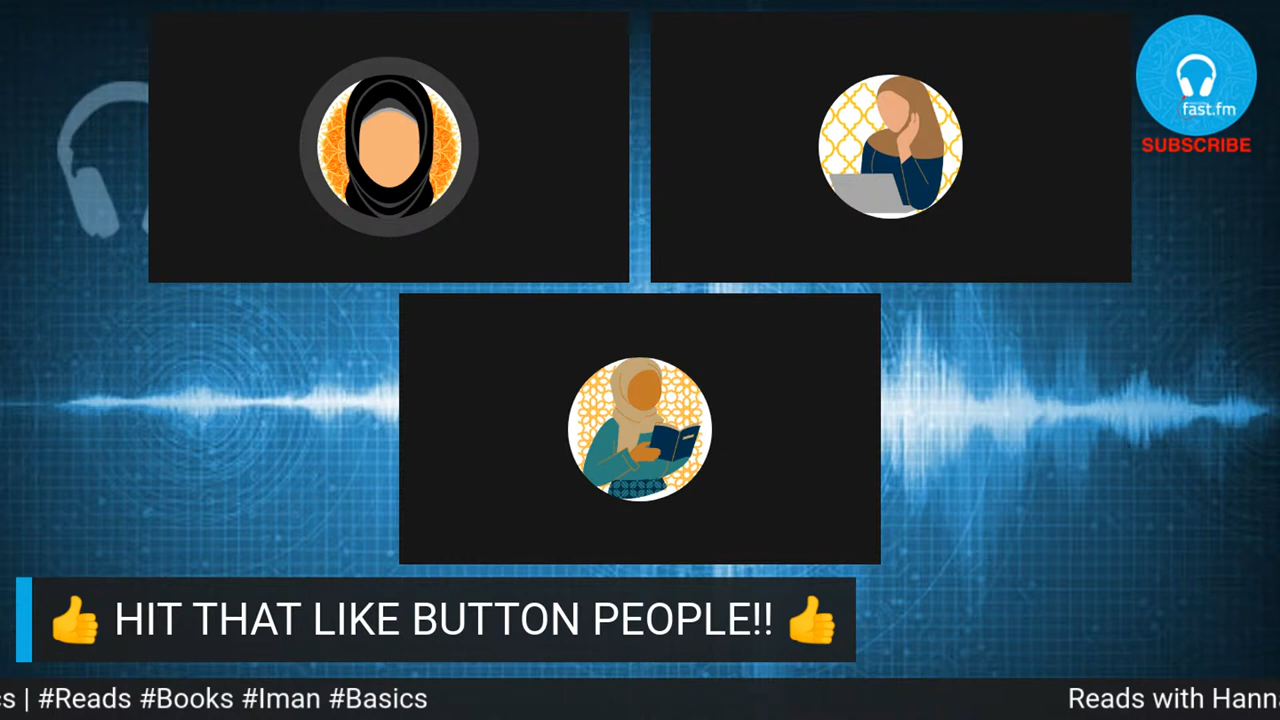 fast.fm
SUBSCRIBE
👍 HIT THAT LIKE BUTTON PEOPLE!! 👍
| #Reads #Books #Iman #Basics
Reads with